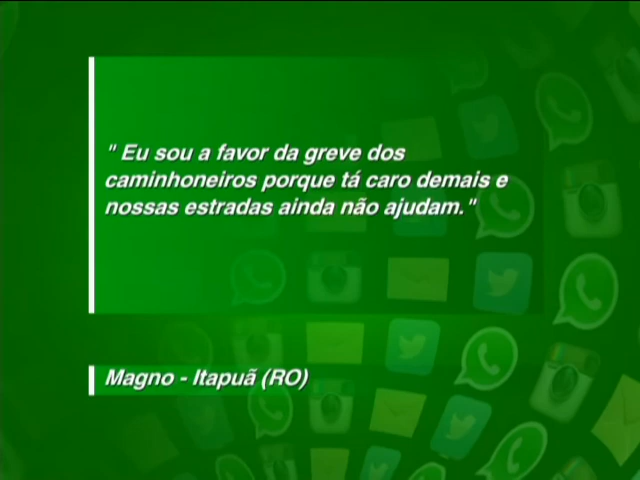 " Eu sou a favor da greve dos
caminhoneiros porque tá caro demais e
nossas estradas ainda não ajudam."
Magno - Itapuã (RO)